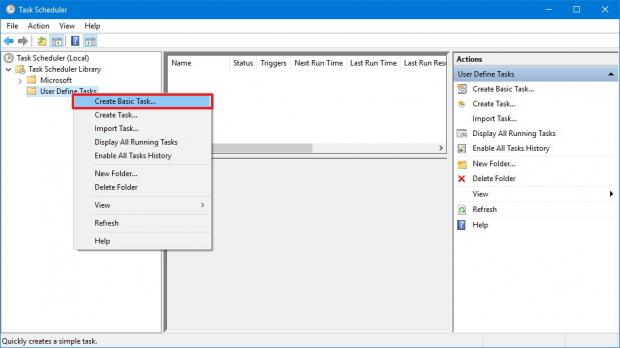 Task Scheduler
File Action View Help
Task Scheduler (Local)
Task Scheduler Library
Microsoft
User Define Tasks
Create Basic Task...
Create Task...
Import Task...
Display All Running Tasks
Enable All Tasks History
New Folder...
Delete Folder
View
Refresh
Help
Name Status Triggers Next Run Time Last Run Time Last Run Resu
Actions
User Define Tasks
Create Basic Task...
Create Task...
Import Task...
Display All Running Tasks
Enable All Tasks History
New Folder...
Delete Folder
View
Refresh
Help
Quickly creates a simple task.